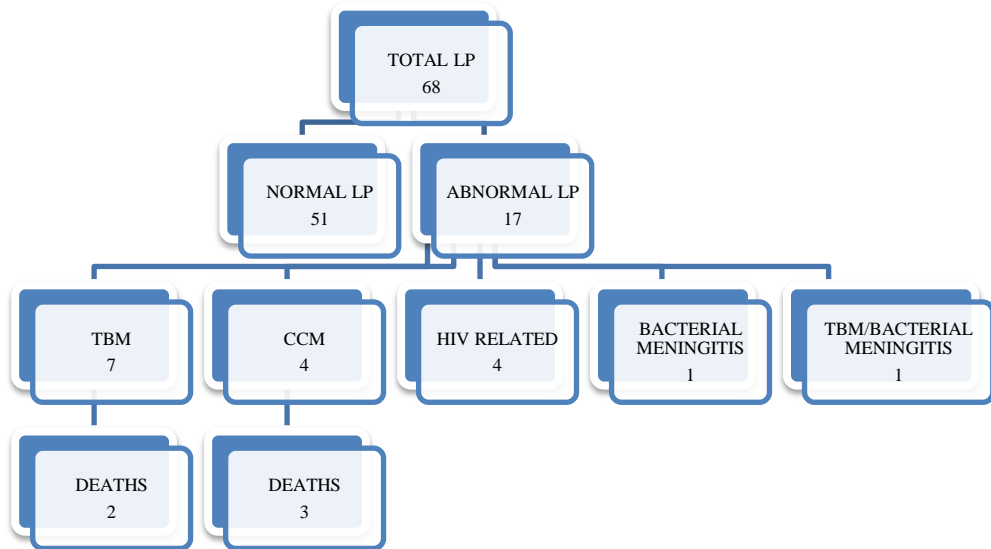 TOTAL LP
68
NORMAL LP
51
ABNORMAL LP
17
TBM
7
CCM
4
HIV RELATED
4
BACTERIAL
MENINGITIS
1
TBM/BACTERIAL
MENINGITIS
1
DEATHS
2
DEATHS
3